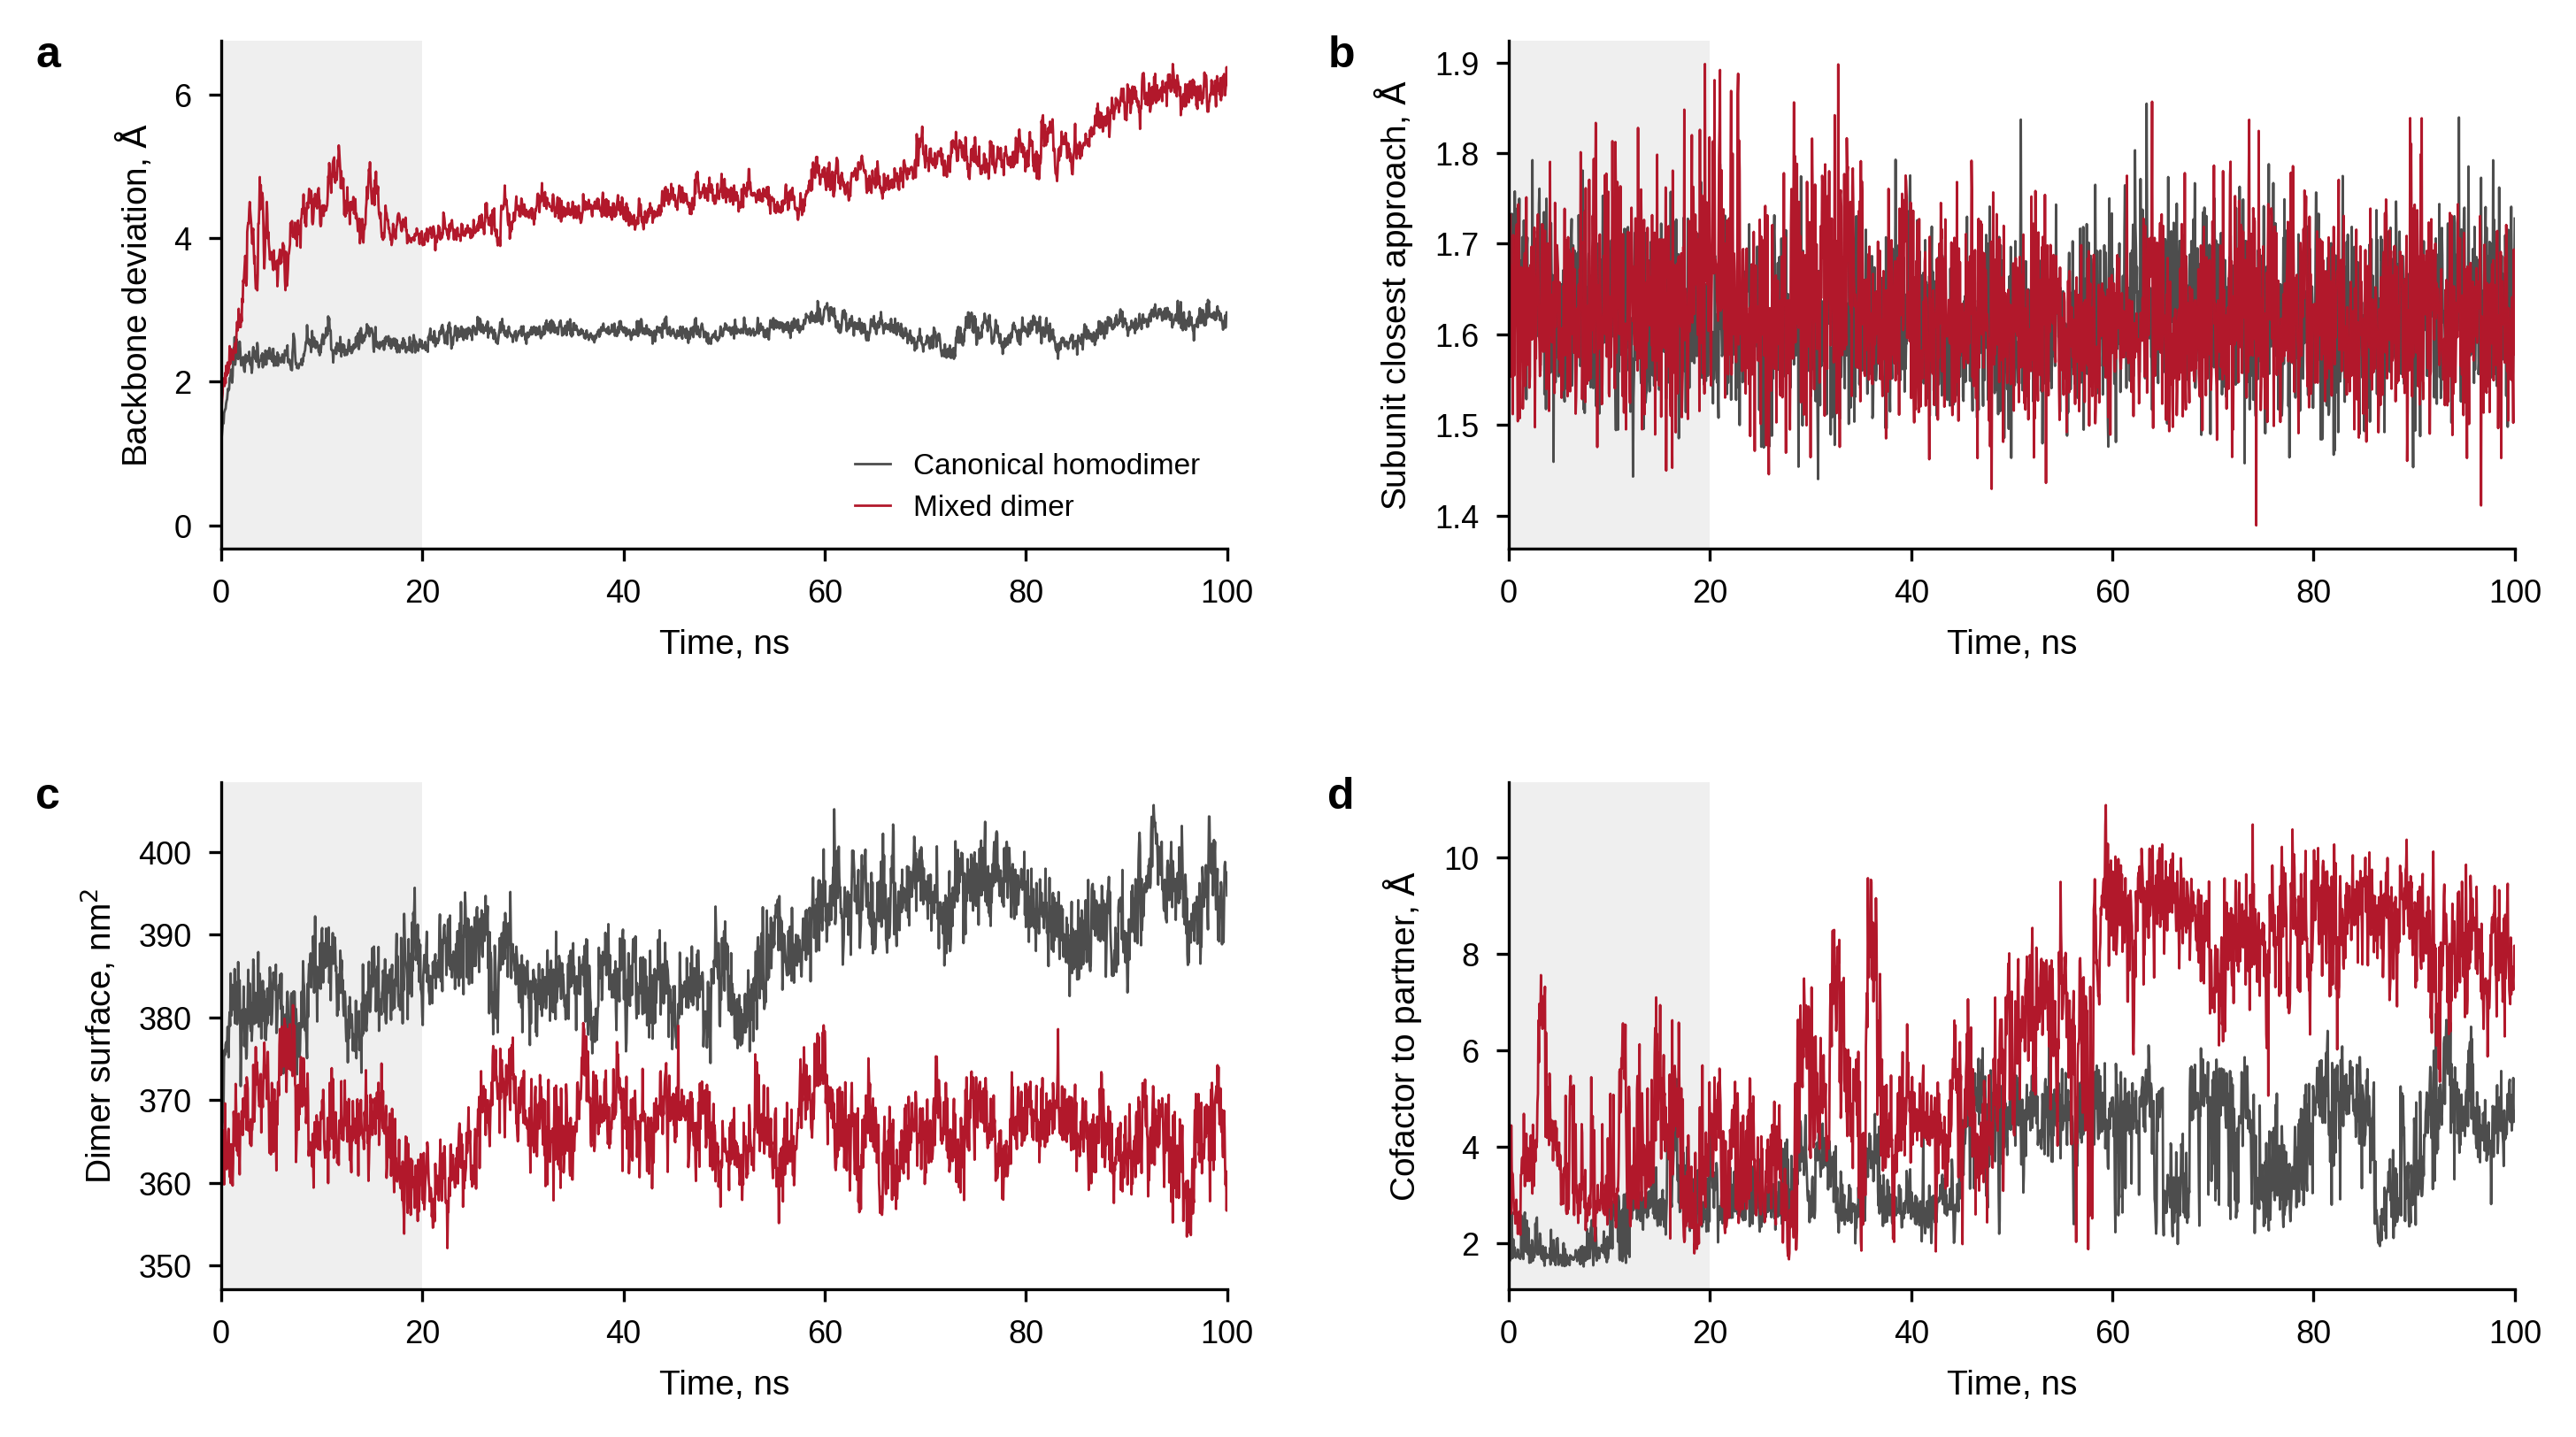 a
6
4
2
0
Backbone deviation, Å
Canonical homodimer
Mixed dimer
0 20 40 60 80 100
Time, ns
b
1.9
1.8
1.7
1.6
1.5
1.4
Subunit closest approach, Å
0 20 40 60 80 100
Time, ns
c
400
390
380
370
360
350
Dimer surface, nm²
0 20 40 60 80 100
Time, ns
d
10
8
6
4
2
Cofactor to partner, Å
0 20 40 60 80 100
Time, ns